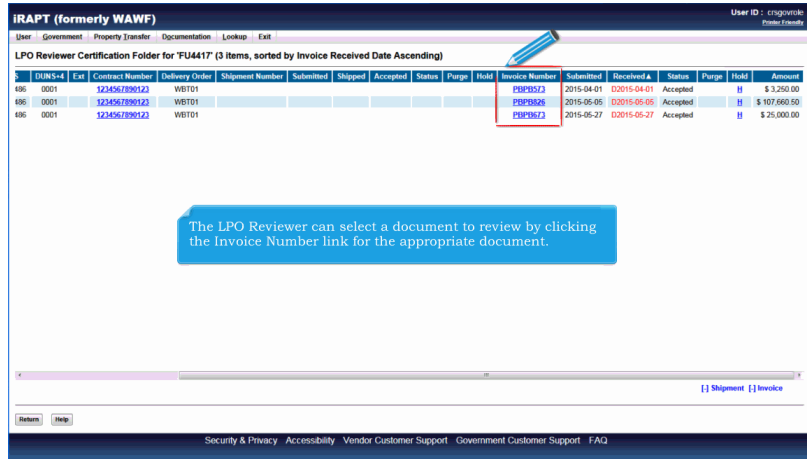 iRAPT (formerly WAWF)
User ID : crsgovrole
Printer Friendly
User Government Property Transfer Documentation Lookup Exit
LPO Reviewer Certification Folder for 'FU4417' (3 items, sorted by Invoice Received Date Ascending)
S DUNS+4 Ext Contract Number Delivery Order Shipment Number Submitted Shipped Accepted Status Purge Hold Invoice Number Submitted Received▲ Status Purge Hold Amount
486 0001 1234567890123 WBT01 PBPB573 2015-04-01 D2015-04-01 Accepted H $ 3,250.00
486 0001 1234567890123 WBT01 PBPB826 2015-05-05 D2015-05-05 Accepted H $ 107,660.50
486 0001 1234567890123 WBT01 PBPB673 2015-05-27 D2015-05-27 Accepted H $ 25,000.00
The LPO Reviewer can select a document to review by clicking
the Invoice Number link for the appropriate document.
[-] Shipment [-] Invoice
Return Help
Security & Privacy Accessibility Vendor Customer Support Government Customer Support FAQ